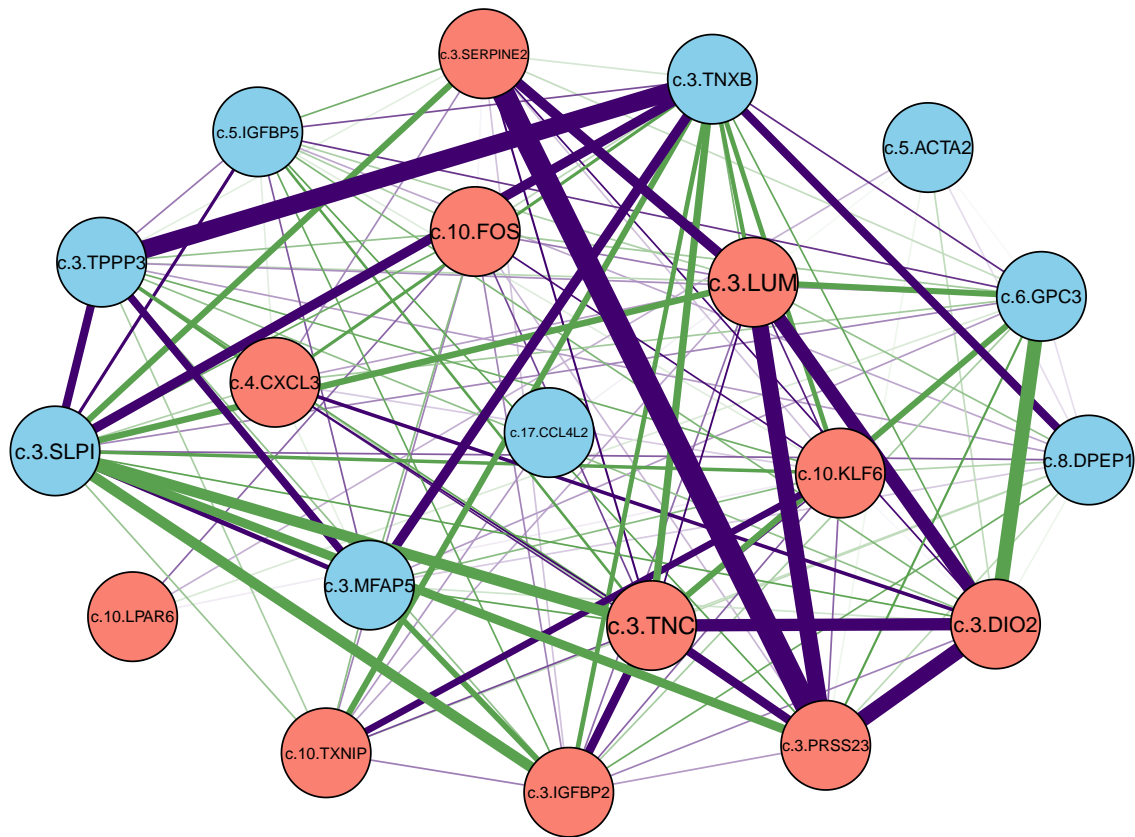 c.3.SERPINE2
c.3.TNXB
c.5.IGFBP5
c.5.ACTA2
c.10.FOS
c.3.TPPP3
c.3.LUM
c.6.GPC3
c.4.CXCL3
c.17.CCL4L2
c.3.SLPI
c.10.KLF6
c.8.DPEP1
c.3.MFAP5
c.10.LPAR6
c.3.TNC
c.3.DIO2
c.10.TXNIP
c.3.PRSS23
c.3.IGFBP2